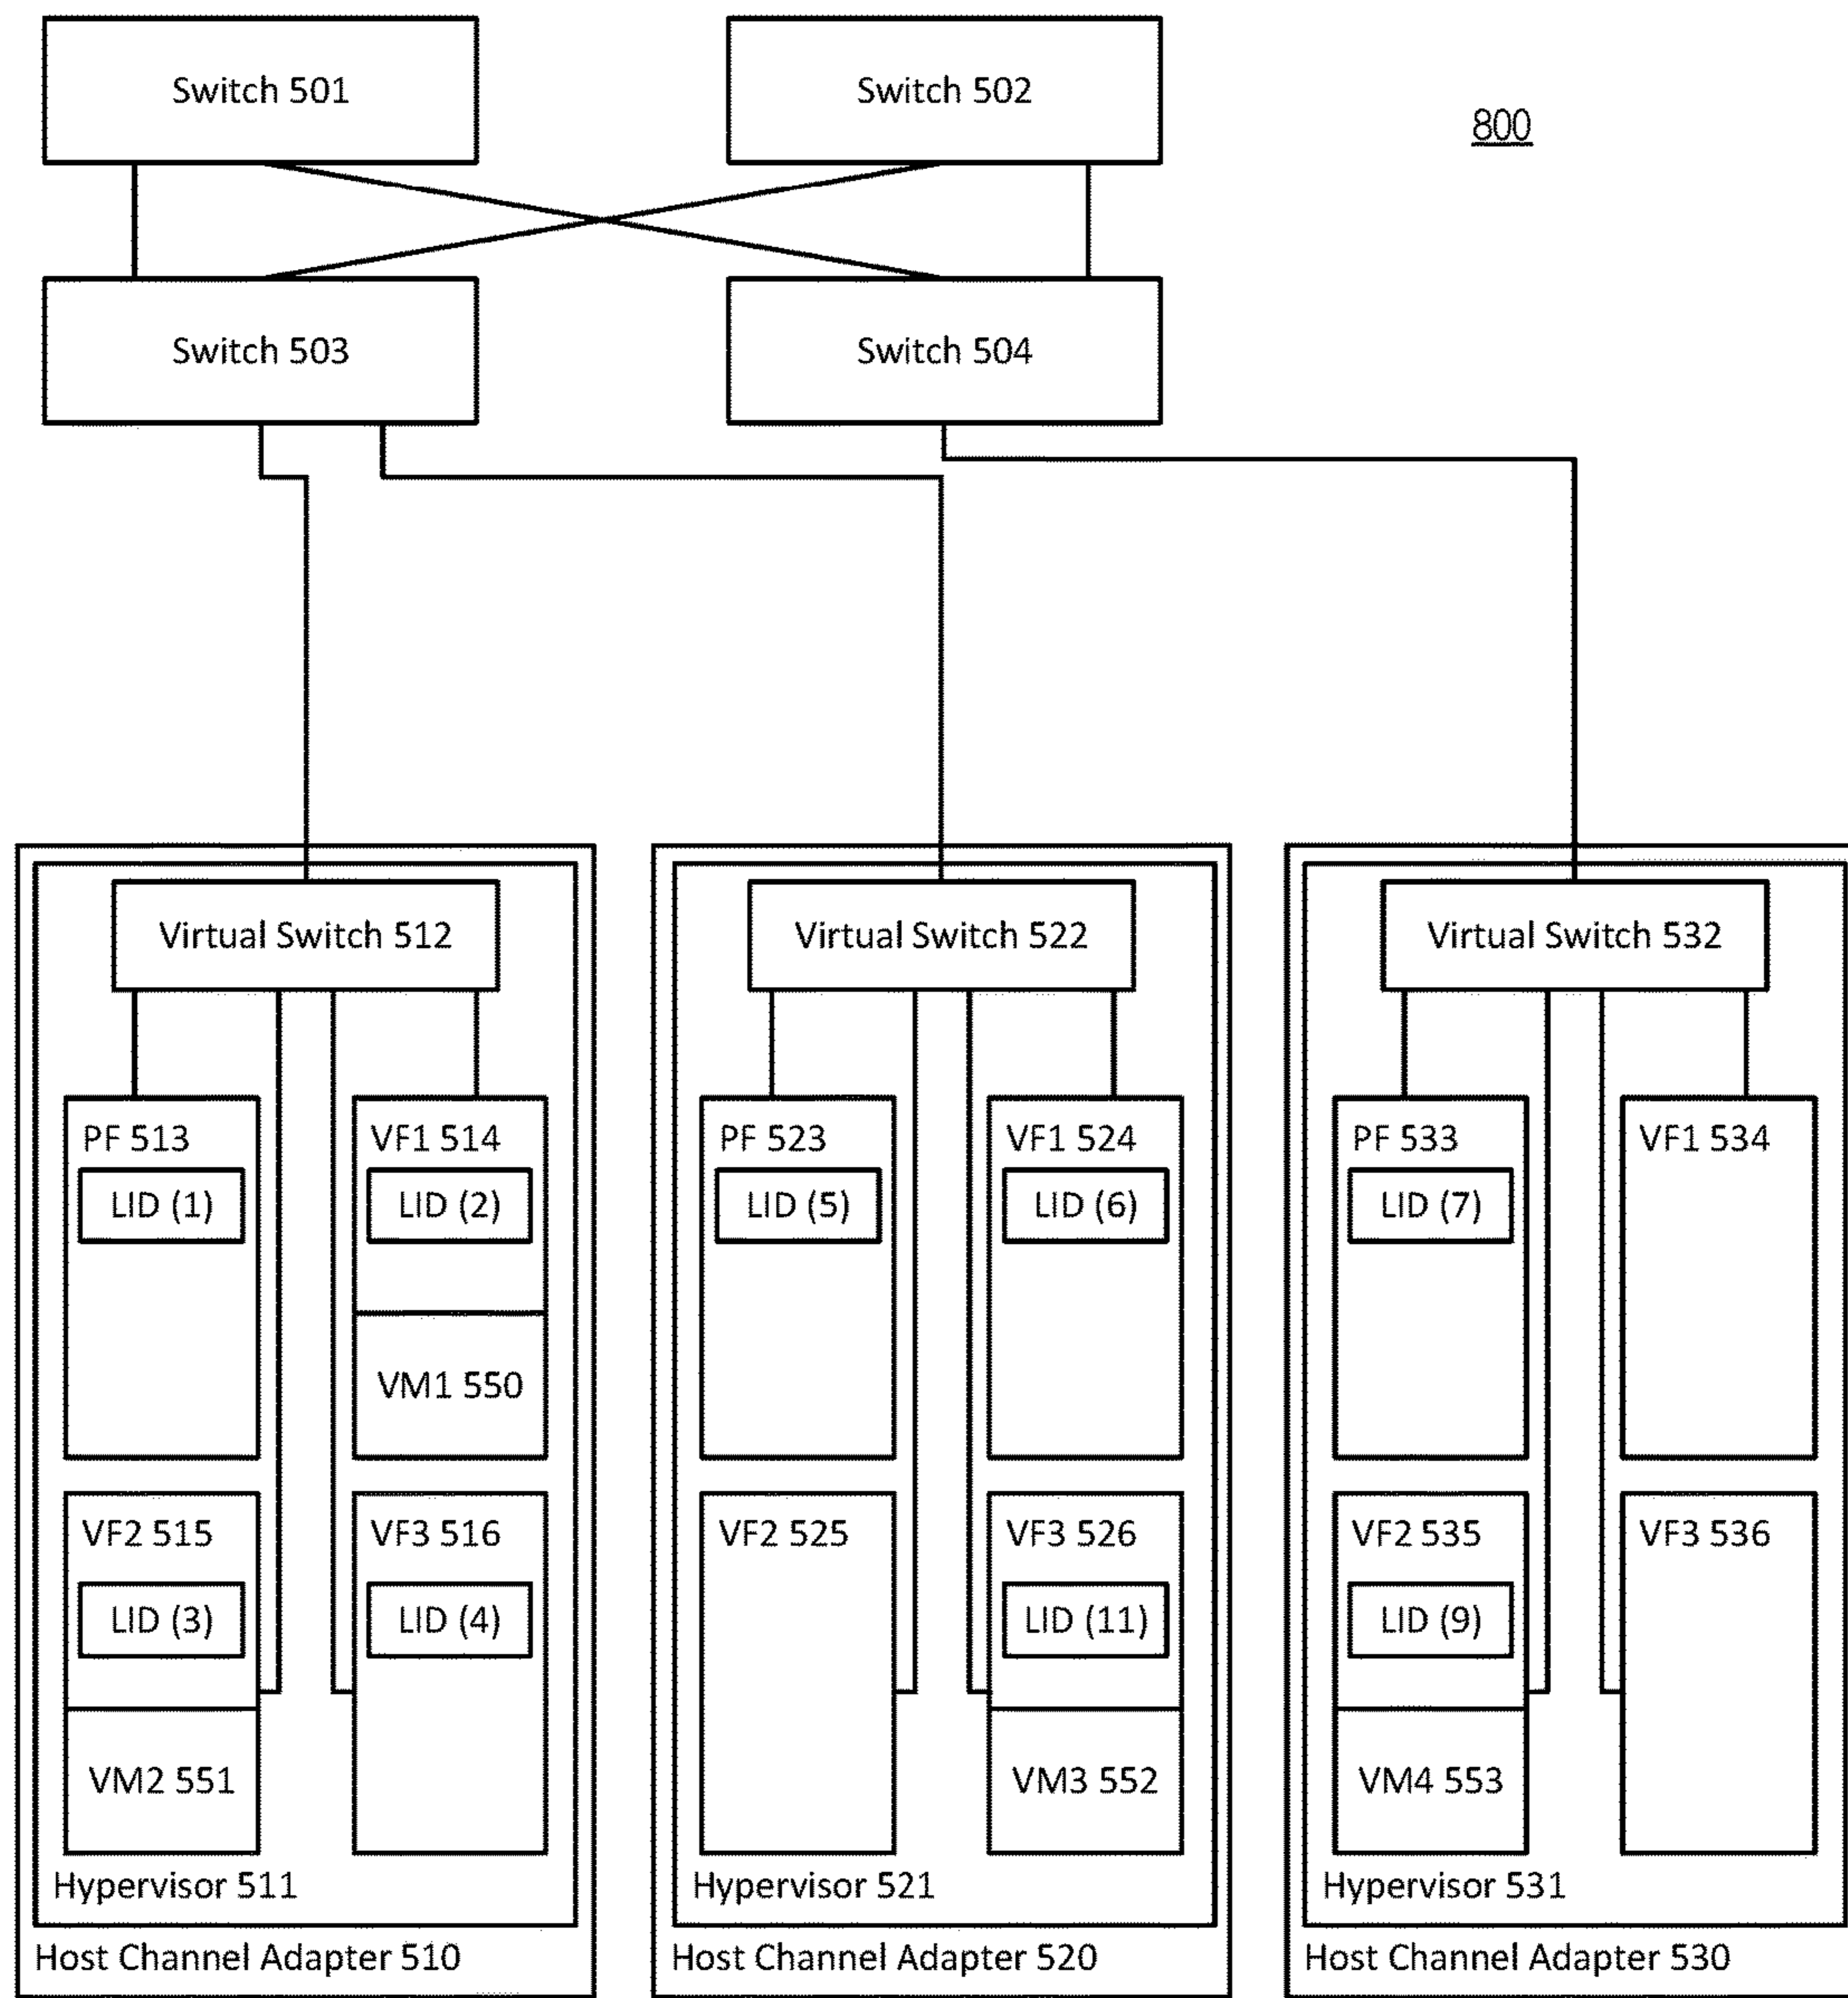 Switch 501
Switch 502
800
Switch 503
Switch 504
Virtual Switch 512
Virtual Switch 522
Virtual Switch 532
PF 513
LID (1)
VF1 514
LID (2)
VM1 550
VF2 515
LID (3)
VM2 551
VF3 516
LID (4)
Hypervisor 511
Host Channel Adapter 510
PF 523
LID (5)
VF1 524
LID (6)
VF2 525
VF3 526
LID (11)
VM3 552
Hypervisor 521
Host Channel Adapter 520
PF 533
LID (7)
VF1 534
VF2 535
LID (9)
VM4 553
VF3 536
Hypervisor 531
Host Channel Adapter 530